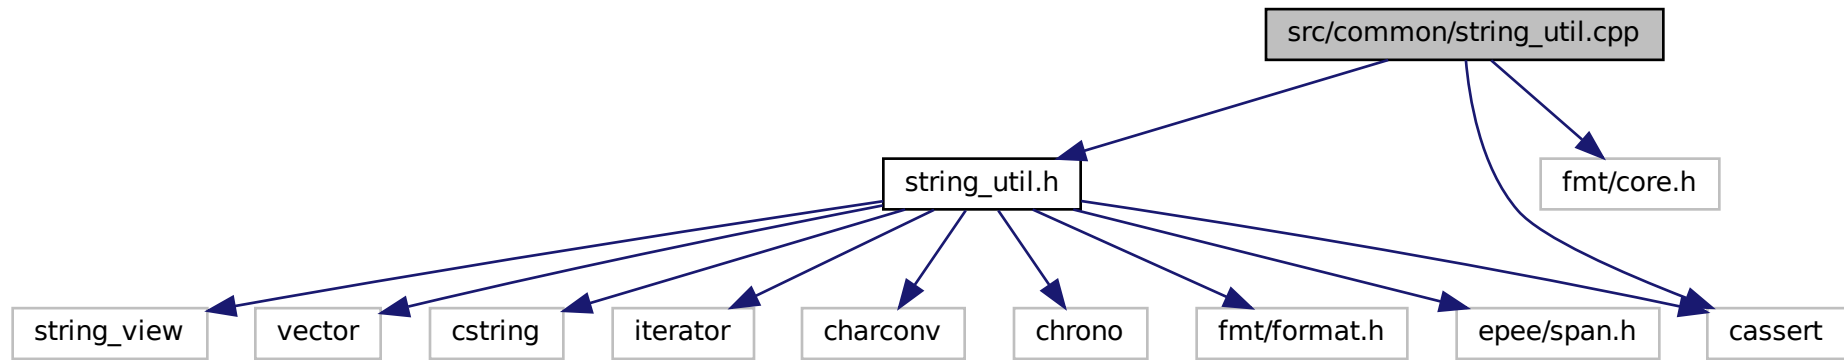 src/common/string_util.cpp
string_util.h
fmt/core.h
string_view
vector
cstring
iterator
charconv
chrono
fmt/format.h
epee/span.h
cassert